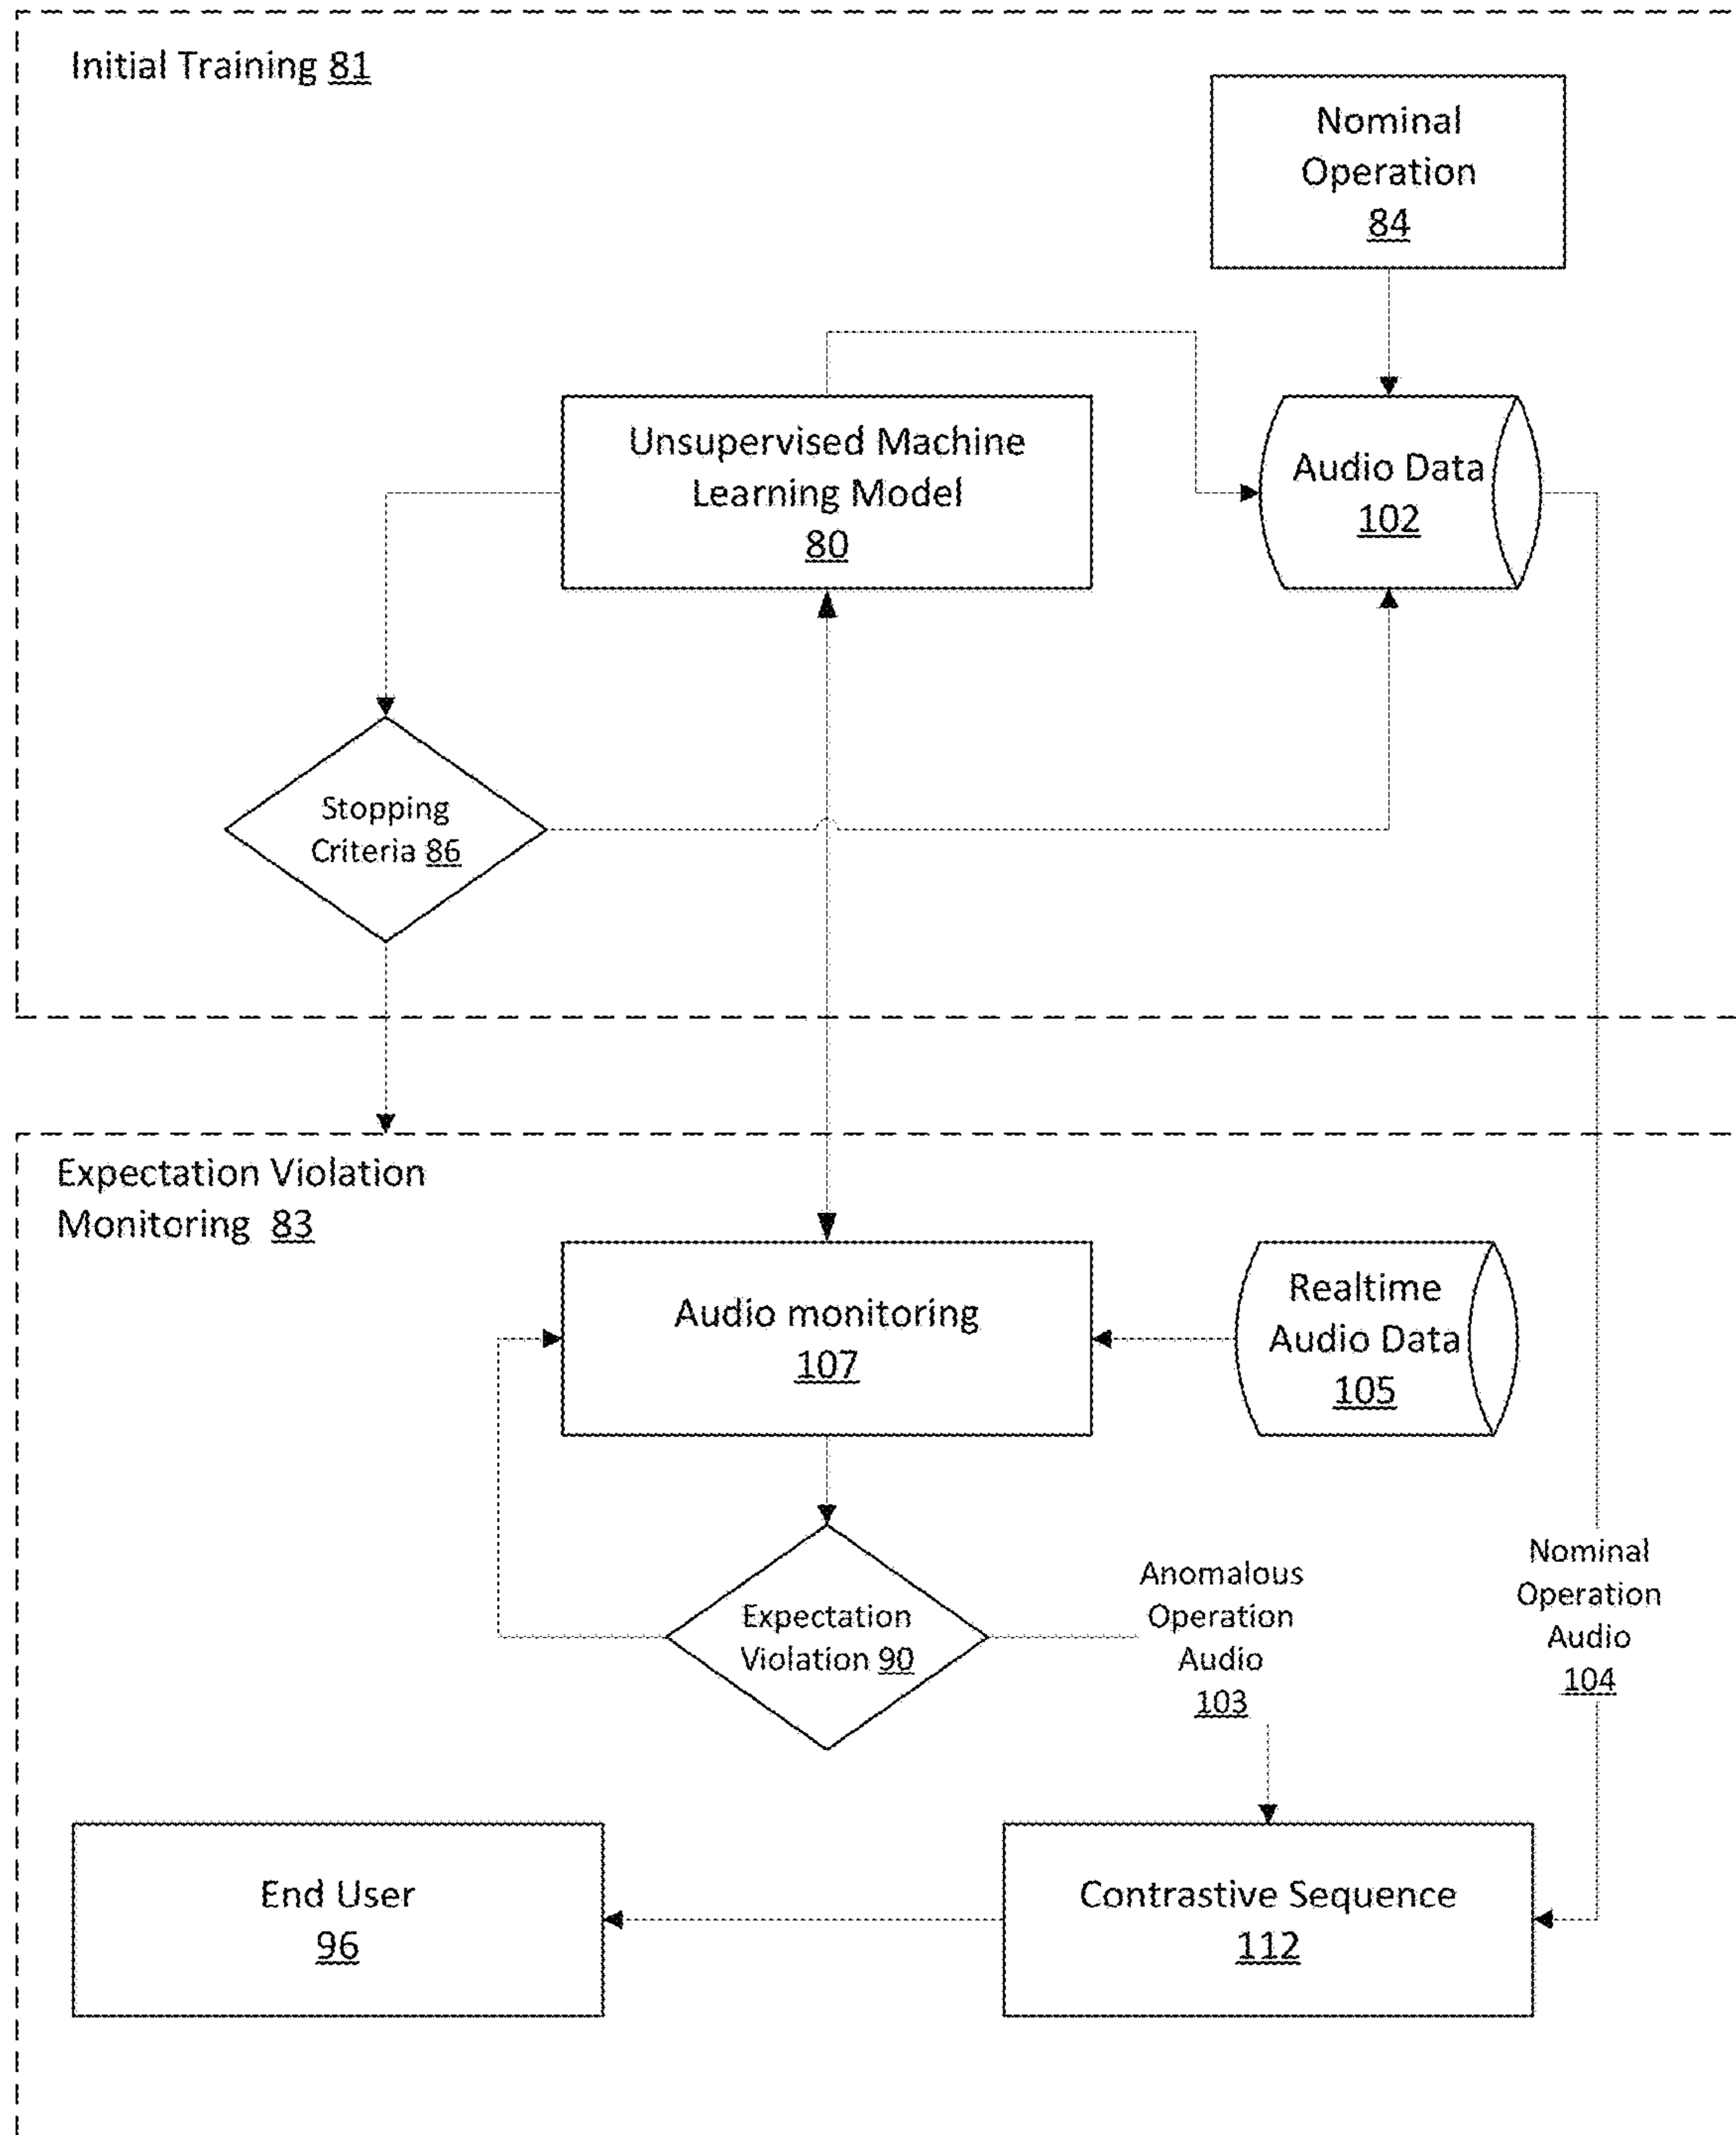 Initial Training 81
Nominal
Operation
84
Unsupervised Machine
Learning Model
80
Audio Data
102
Stopping
Criteria 86
Expectation Violation
Monitoring 83
Audio monitoring
107
Realtime
Audio Data
105
Expectation
Violation 90
Anomalous
Operation
Audio
103
Nominal
Operation
Audio
104
End User
96
Contrastive Sequence
112